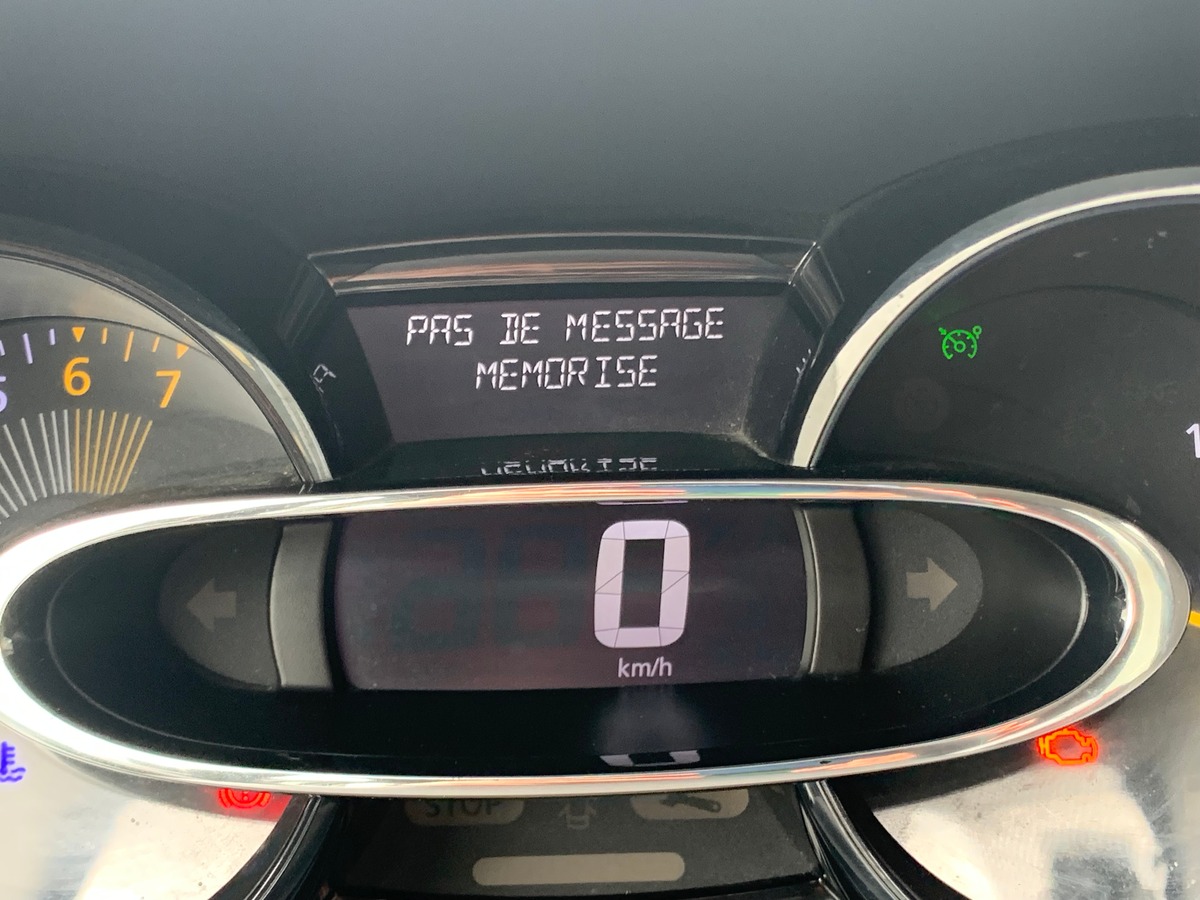 PAS DE MESSAGE
MEMORISE
6
7
0
km/h
STOP